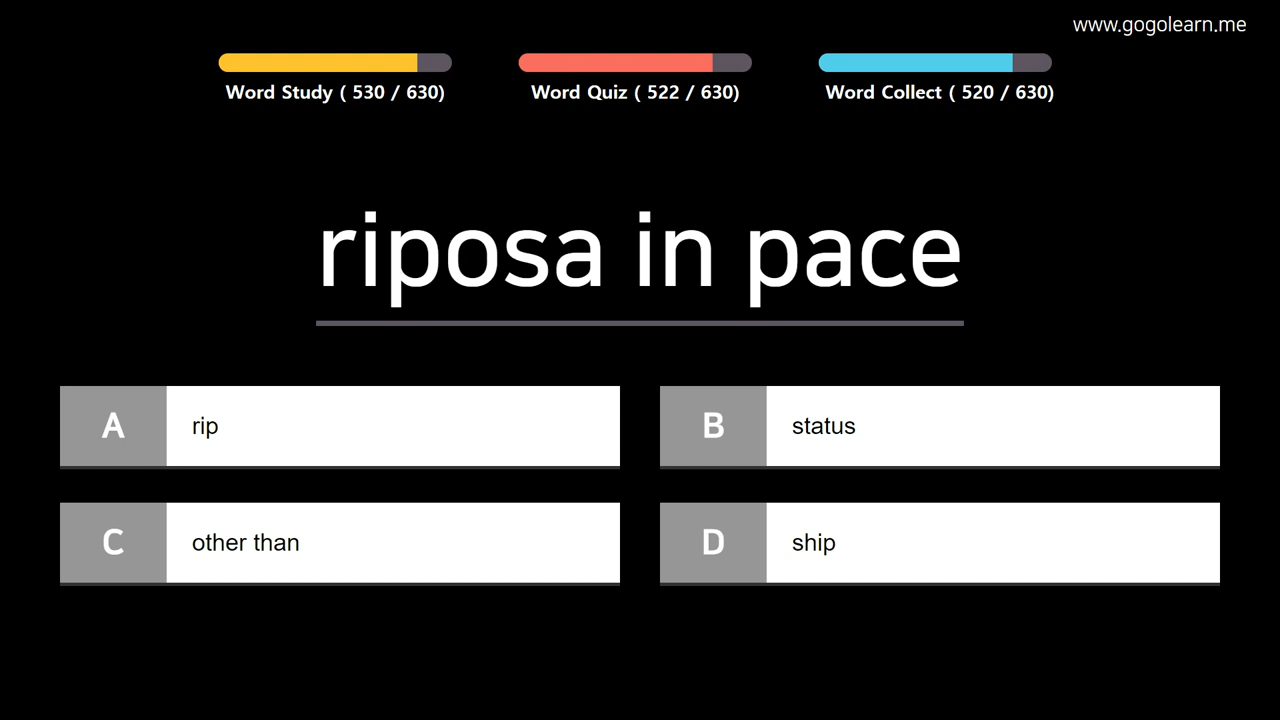 www.gogolearn.me
Word Study ( 530 / 630)
Word Quiz ( 522 / 630)
Word Collect ( 520 / 630)
riposa in pace
A rip
B status
C other than
D ship